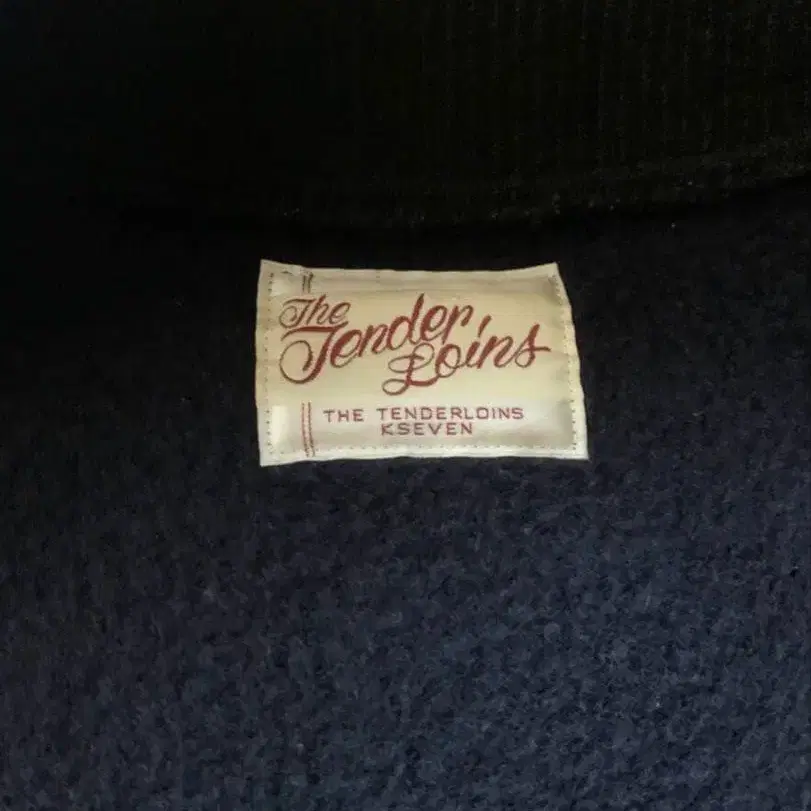 The
Tender
Loins
THE TENDERLOINS
KSEVEN